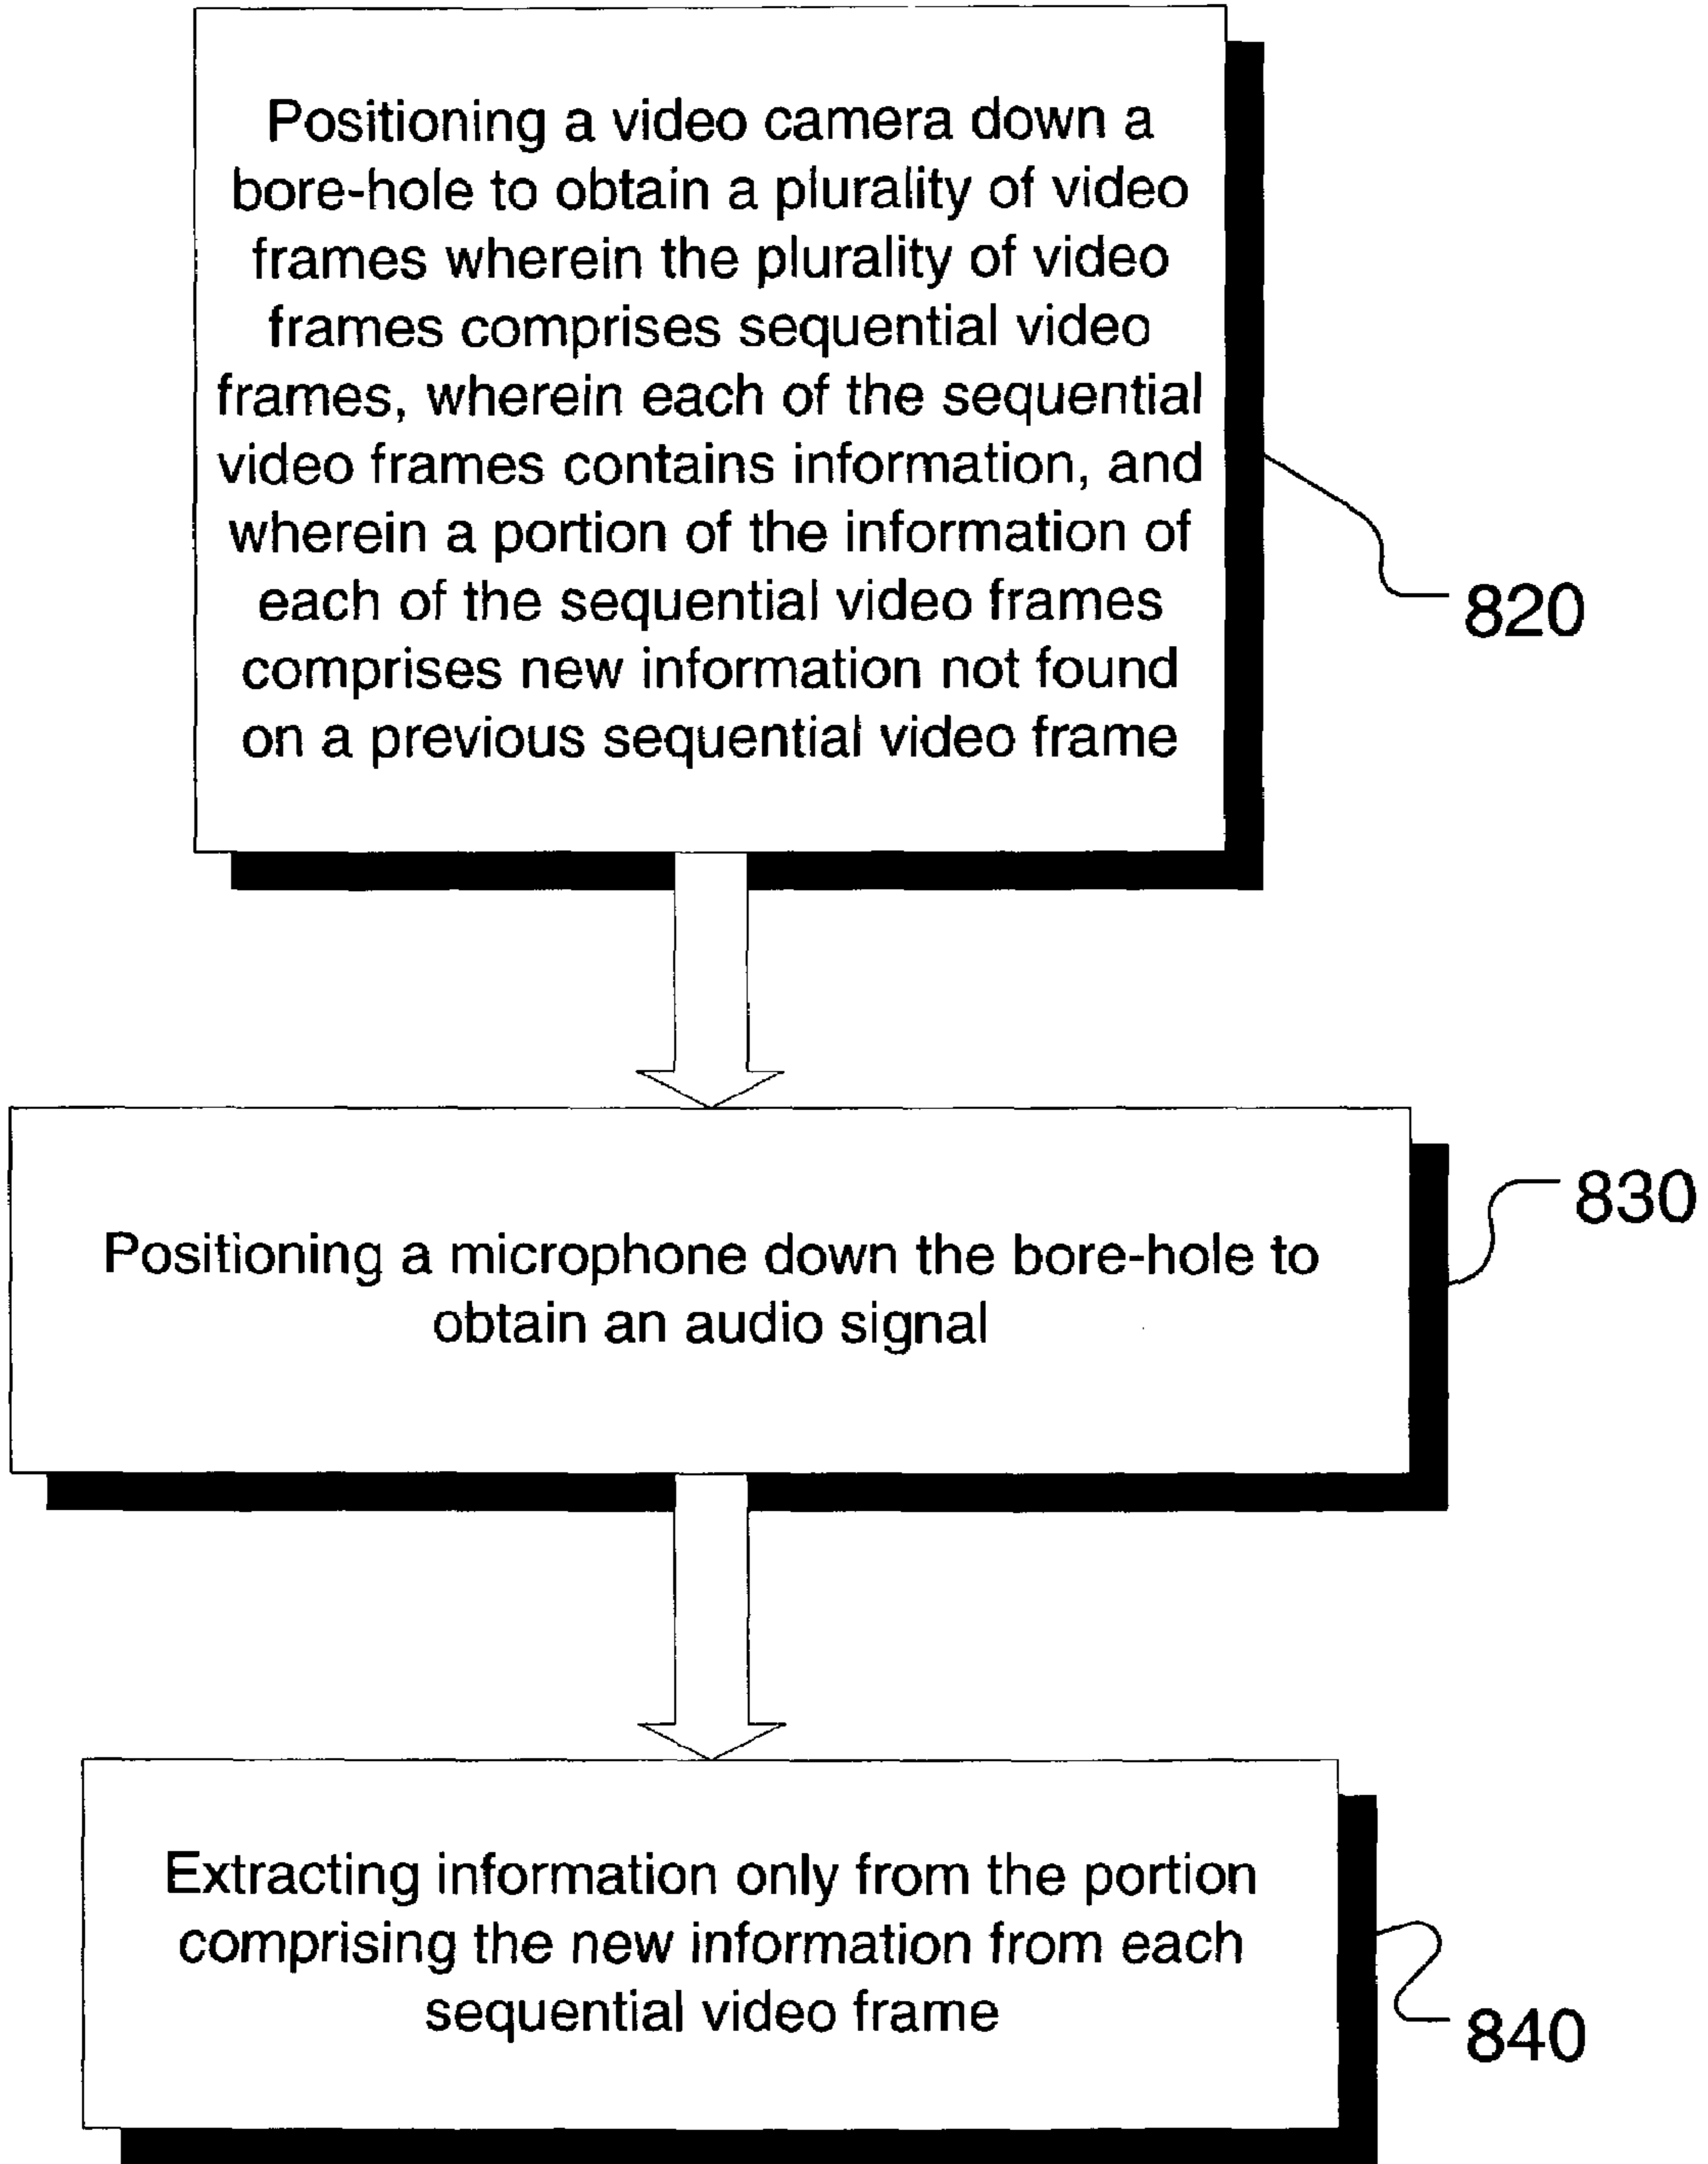 Positioning a video camera down a
bore-hole to obtain a plurality of video
frames wherein the plurality of video
frames comprises sequential video
frames, wherein each of the sequential
video frames contains information, and
wherein a portion of the information of
each of the sequential video frames
comprises new information not found
on a previous sequential video frame
820
Positioning a microphone down the bore-hole to
obtain an audio signal
830
Extracting information only from the portion
comprising the new information from each
sequential video frame
840